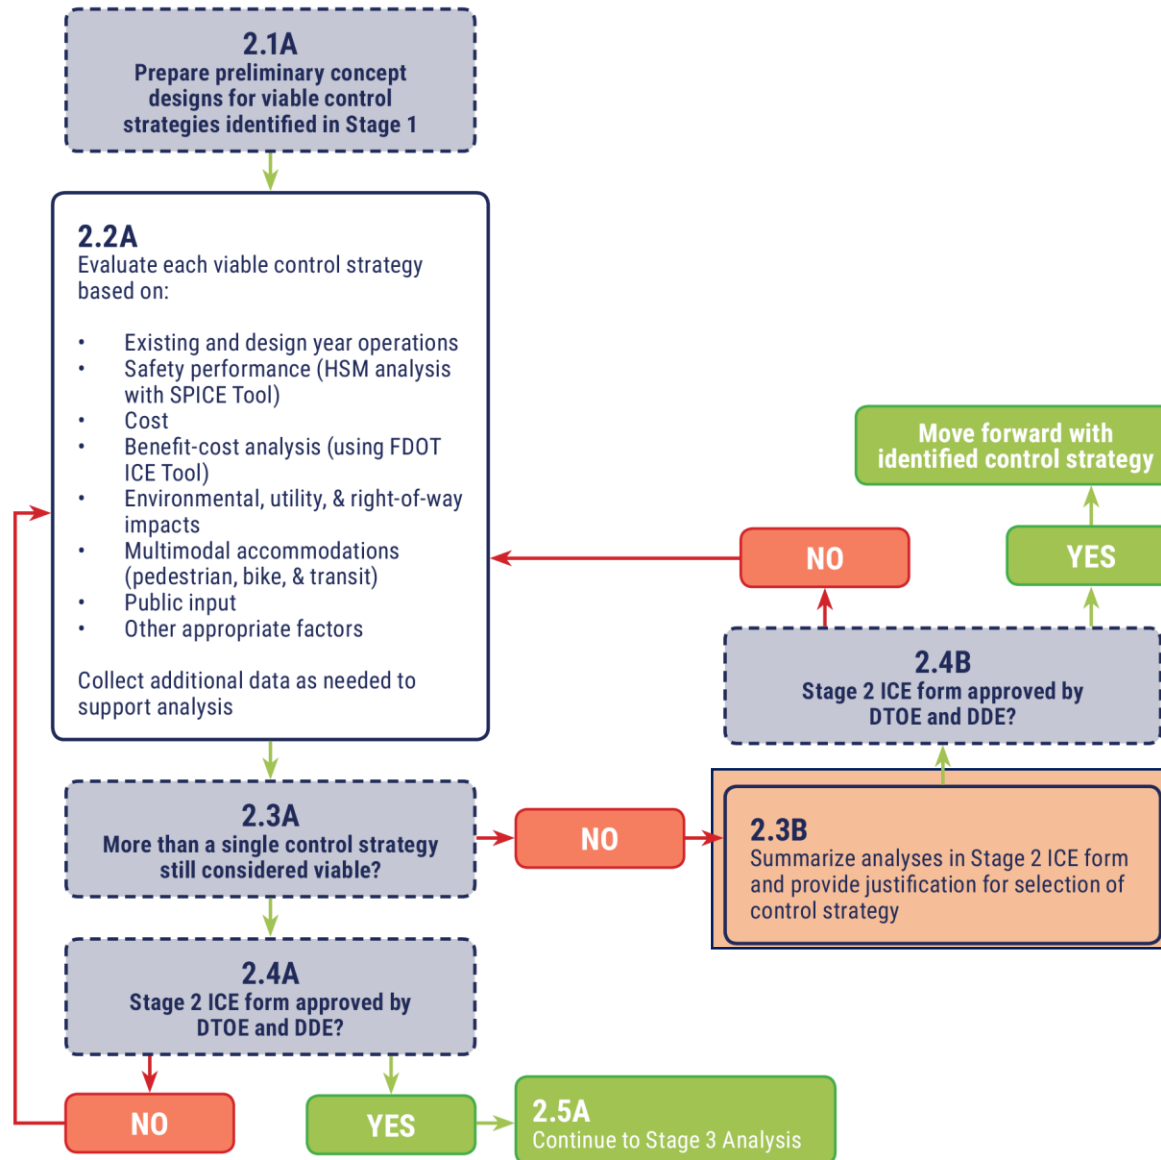 2.1A
Prepare preliminary concept
designs for viable control
strategies identified in Stage 1
2.2A
Evaluate each viable control strategy
based on:
• Existing and design year operations
• Safety performance (HSM analysis
with SPICE Tool)
• Cost
• Benefit-cost analysis (using FDOT
ICE Tool)
• Environmental, utility, & right-of-way
impacts
• Multimodal accommodations
(pedestrian, bike, & transit)
• Public input
• Other appropriate factors
Collect additional data as needed to
support analysis
2.3A
More than a single control strategy
still considered viable?
NO
2.3B
Summarize analyses in Stage 2 ICE form
and provide justification for selection of
control strategy
2.4B
Stage 2 ICE form approved by
DTOE and DDE?
NO
YES
Move forward with
identified control strategy
2.4A
Stage 2 ICE form approved by
DTOE and DDE?
NO
YES
2.5A
Continue to Stage 3 Analysis